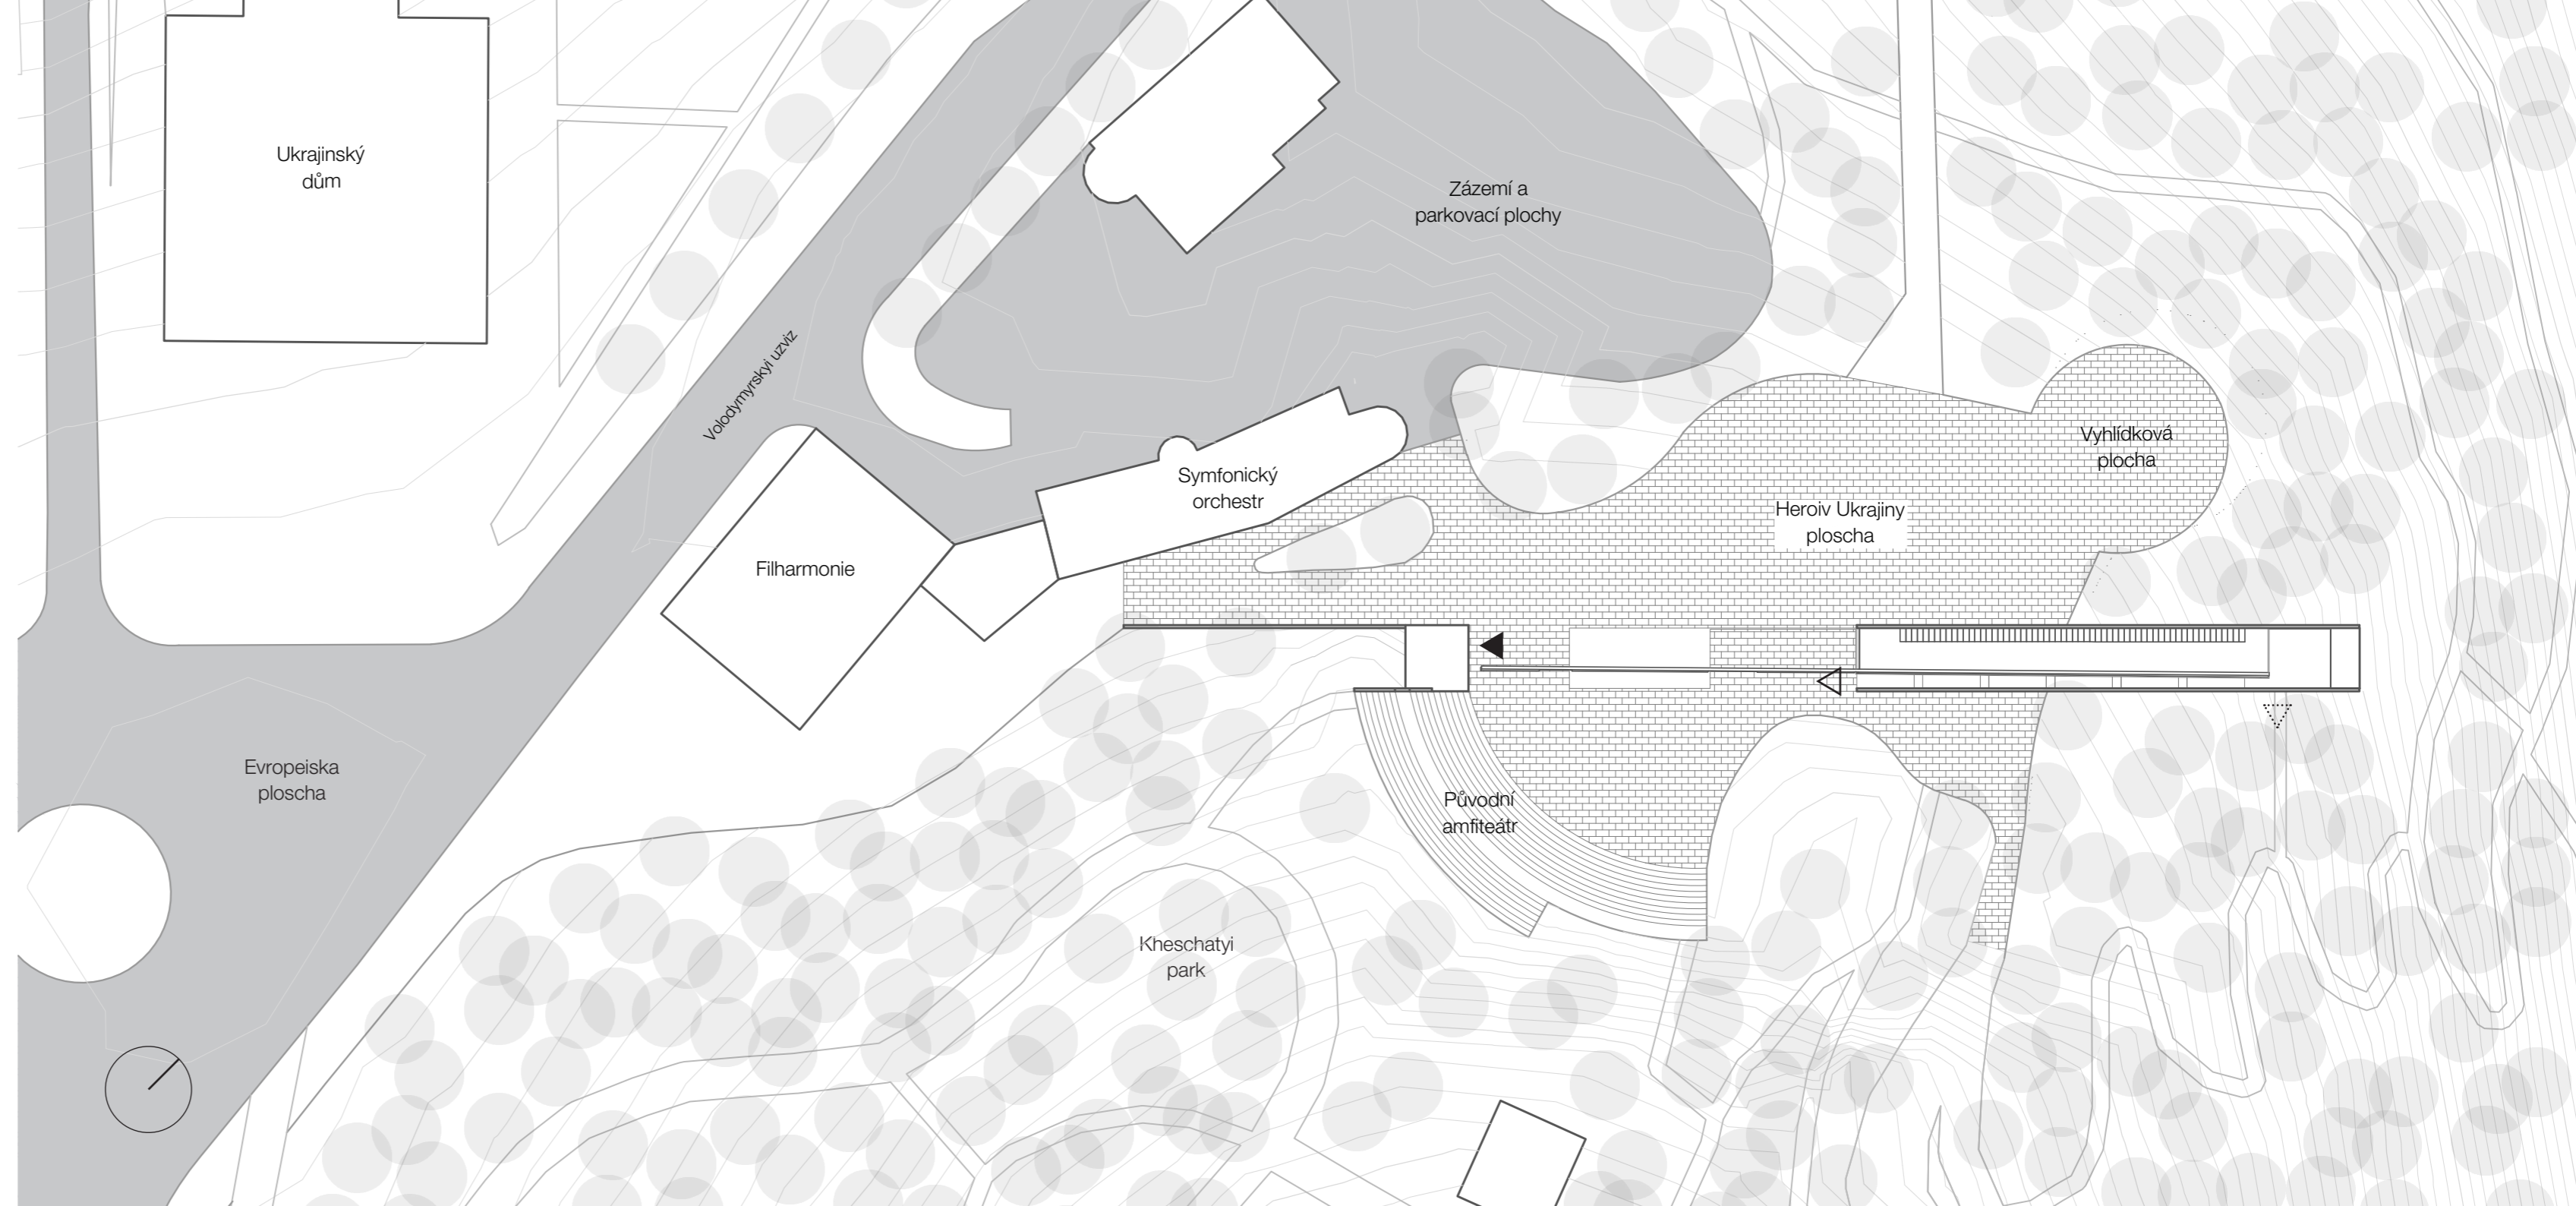 Ukrajinský
dům
Zázemí a
parkovací plochy
Volodymyrskyi uzviz
Vyhlídková
plocha
Symfonický
orchestr
Heroiv Ukrajiny
ploscha
Filharmonie
Evropeiska
ploscha
Původní
amfiteátr
Kheschatyi
park